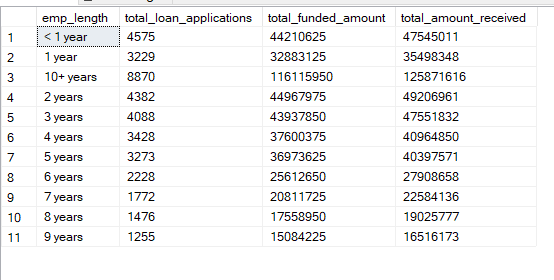 emp_length total_loan_applications total_funded_amount total_amount_received
1 < 1 year 4575 44210625 47545011
2 1 year 3229 32883125 35498348
3 10+ years 8870 116115950 125871616
4 2 years 4382 44967975 49206961
5 3 years 4088 43937850 47551832
6 4 years 3428 37600375 40964850
7 5 years 3273 36973625 40397571
8 6 years 2228 25612650 27908658
9 7 years 1772 20811725 22584136
10 8 years 1476 17558950 19025777
11 9 years 1255 15084225 16516173